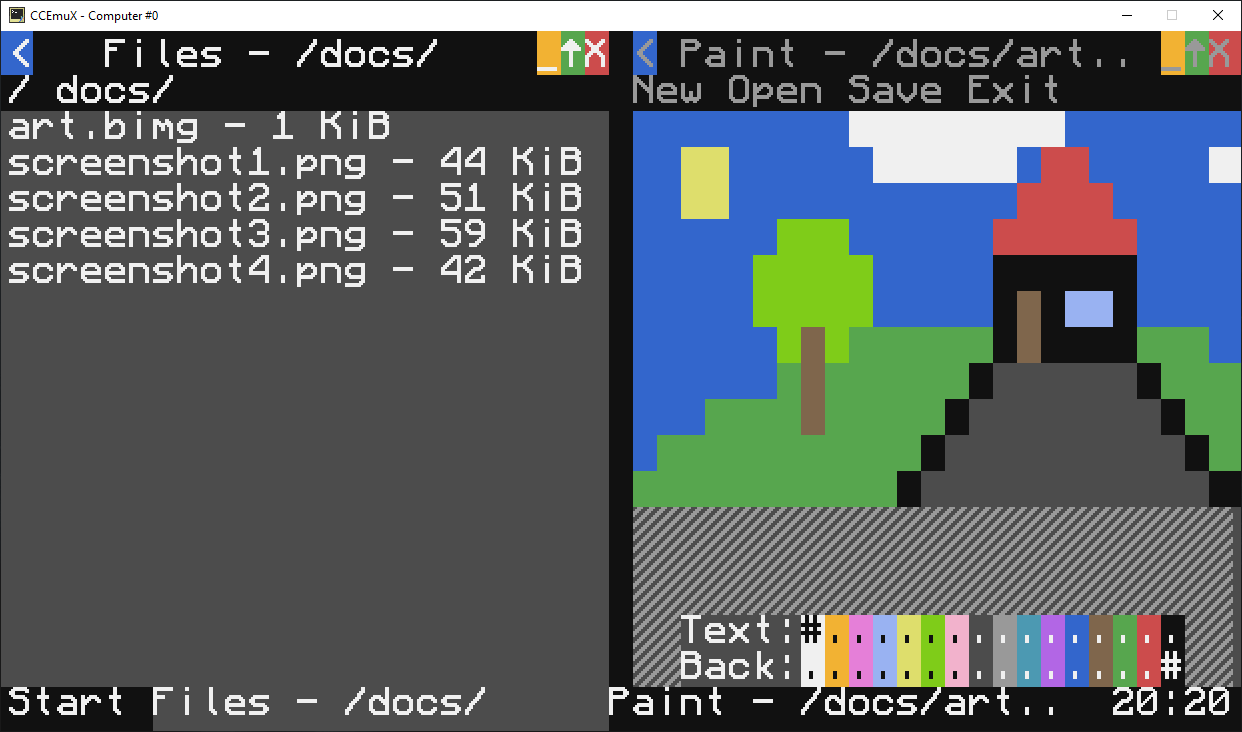 CCEmuX - Computer #0
< Files - /docs/ _↑X
/ docs/
art.bimg - 1 KiB
screenshot1.png - 44 KiB
screenshot2.png - 51 KiB
screenshot3.png - 59 KiB
screenshot4.png - 42 KiB
< Paint - /docs/art.. _↑X
New Open Save Exit
Text:#...............
Back:...............#
Start Files - /docs/ Paint - /docs/art.. 20:20